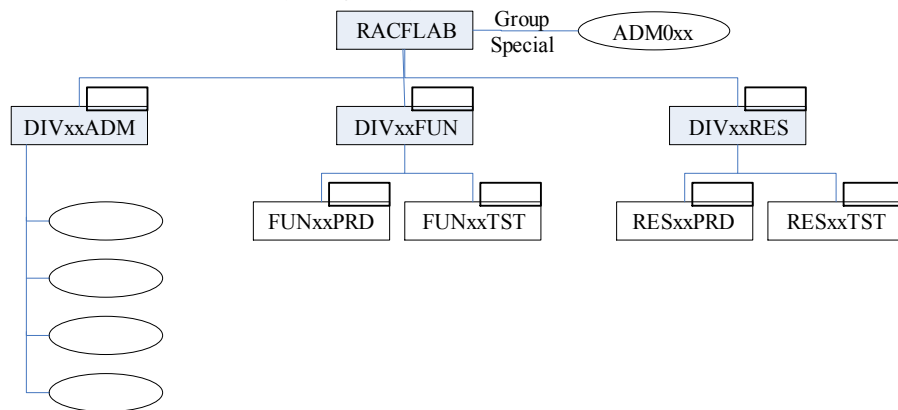 RACFLAB
Group
Special
ADM0xx
DIVxxADM
DIVxxFUN
DIVxxRES
FUNxxPRD
FUNxxTST
RESxxPRD
RESxxTST